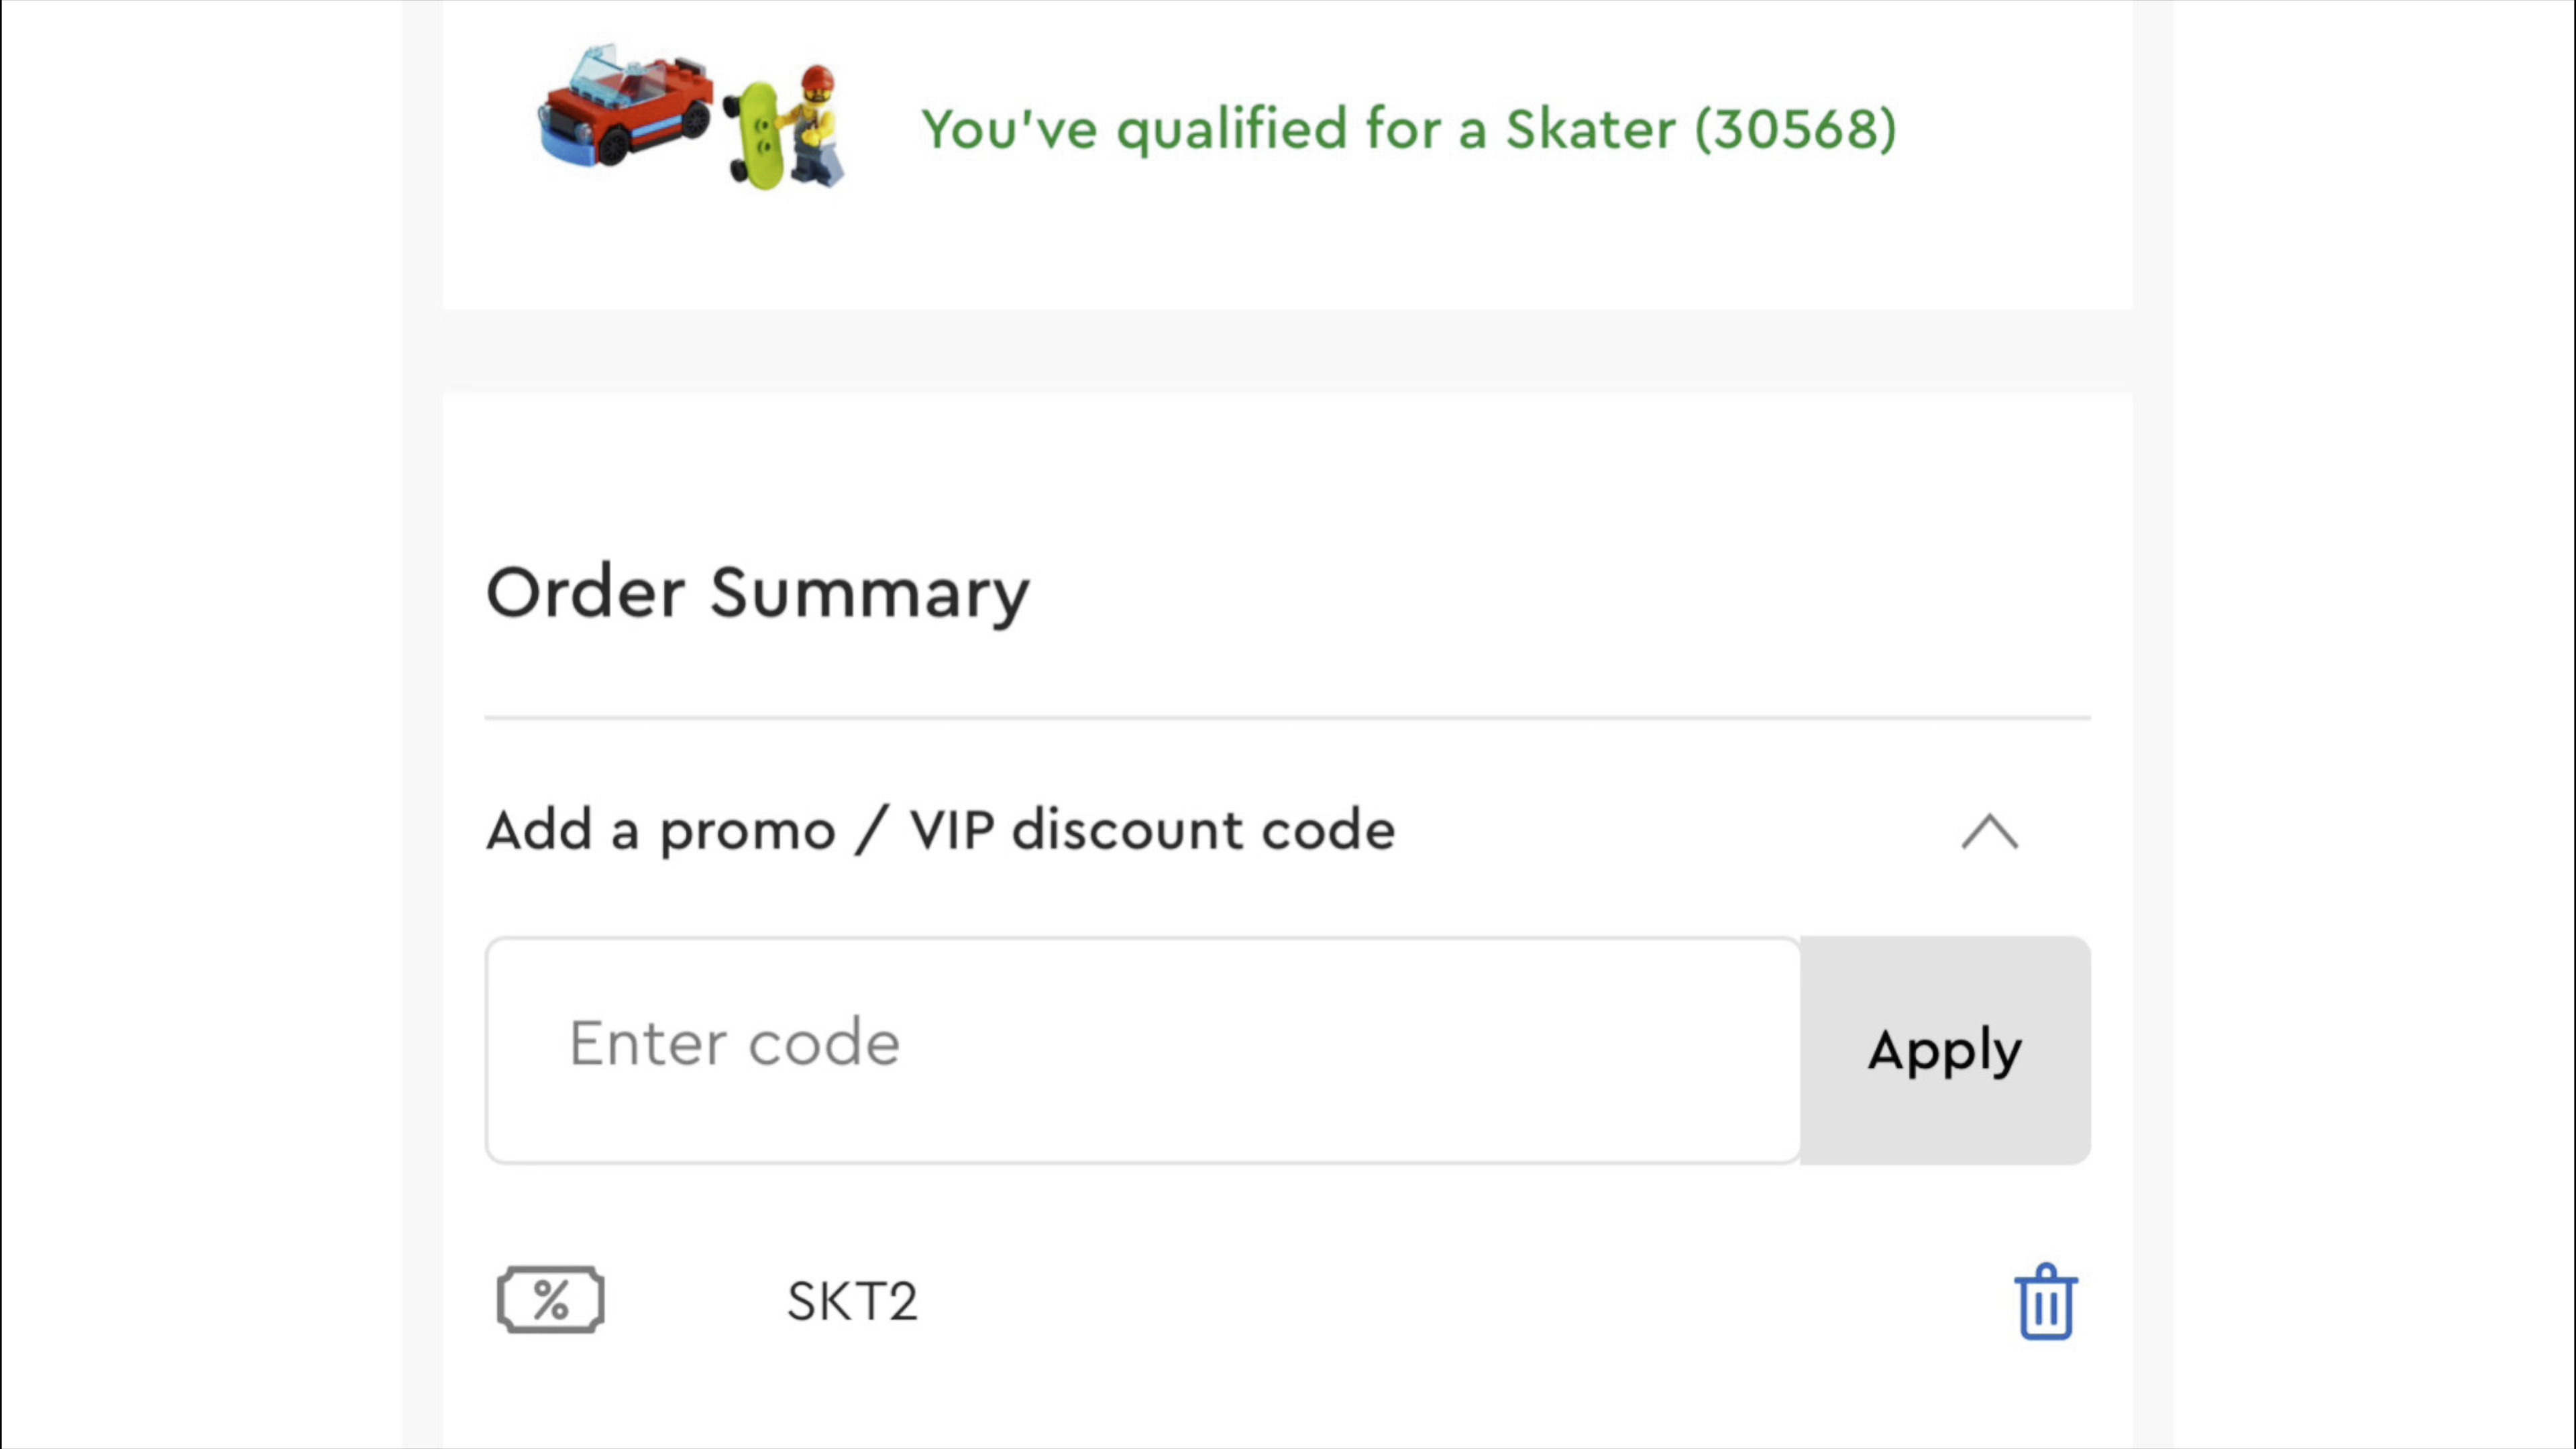 You've qualified for a Skater (30568)
Order Summary
Add a promo / VIP discount code
Enter code
Apply
%
SKT2